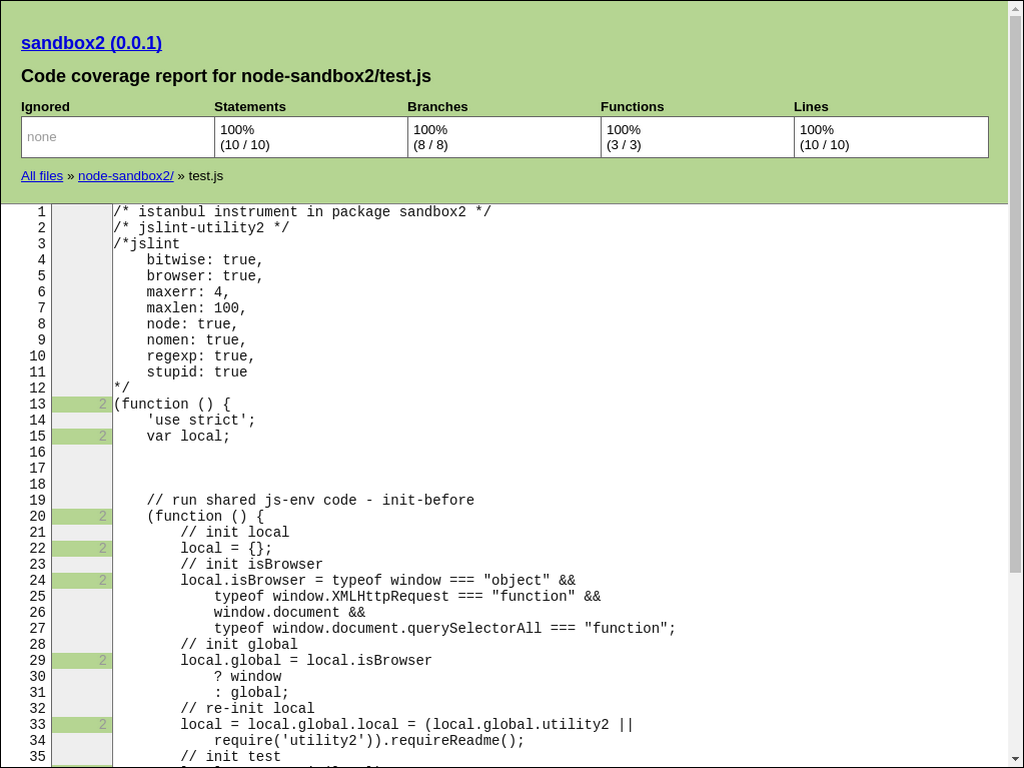 sandbox2 (0.0.1)
Code coverage report for node-sandbox2/test.js
Ignored Statements Branches Functions Lines
none 100% 100% 100% 100%
(10 / 10) (8 / 8) (3 / 3) (10 / 10)
All files » node-sandbox2/ » test.js
1 /* istanbul instrument in package sandbox2 */
2 /* jslint-utility2 */
3 /*jslint
4     bitwise: true,
5     browser: true,
6     maxerr: 4,
7     maxlen: 100,
8     node: true,
9     nomen: true,
10     regexp: true,
11     stupid: true
12 */
13 2 (function () {
14     'use strict';
15 2     var local;
16
17
18
19     // run shared js-env code - init-before
20 2     (function () {
21         // init local
22 2         local = {};
23         // init isBrowser
24 2         local.isBrowser = typeof window === "object" &&
25             typeof window.XMLHttpRequest === "function" &&
26             window.document &&
27             typeof window.document.querySelectorAll === "function";
28         // init global
29 2         local.global = local.isBrowser
30             ? window
31             : global;
32         // re-init local
33 2         local = local.global.local = (local.global.utility2 ||
34             require('utility2')).requireReadme();
35         // init test